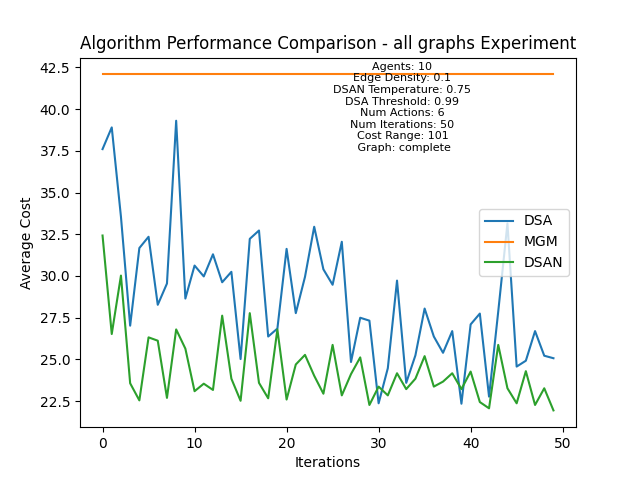 Algorithm Performance Comparison - all graphs Experiment
42.5
40.0
37.5
35.0
32.5
30.0
27.5
25.0
22.5
Average Cost
Agents: 10
Edge Density: 0.1
DSAN Temperature: 0.75
DSA Threshold: 0.99
Num Actions: 6
Num Iterations: 50
Cost Range: 101
Graph: complete
DSA
MGM
DSAN
0 10 20 30 40 50
Iterations